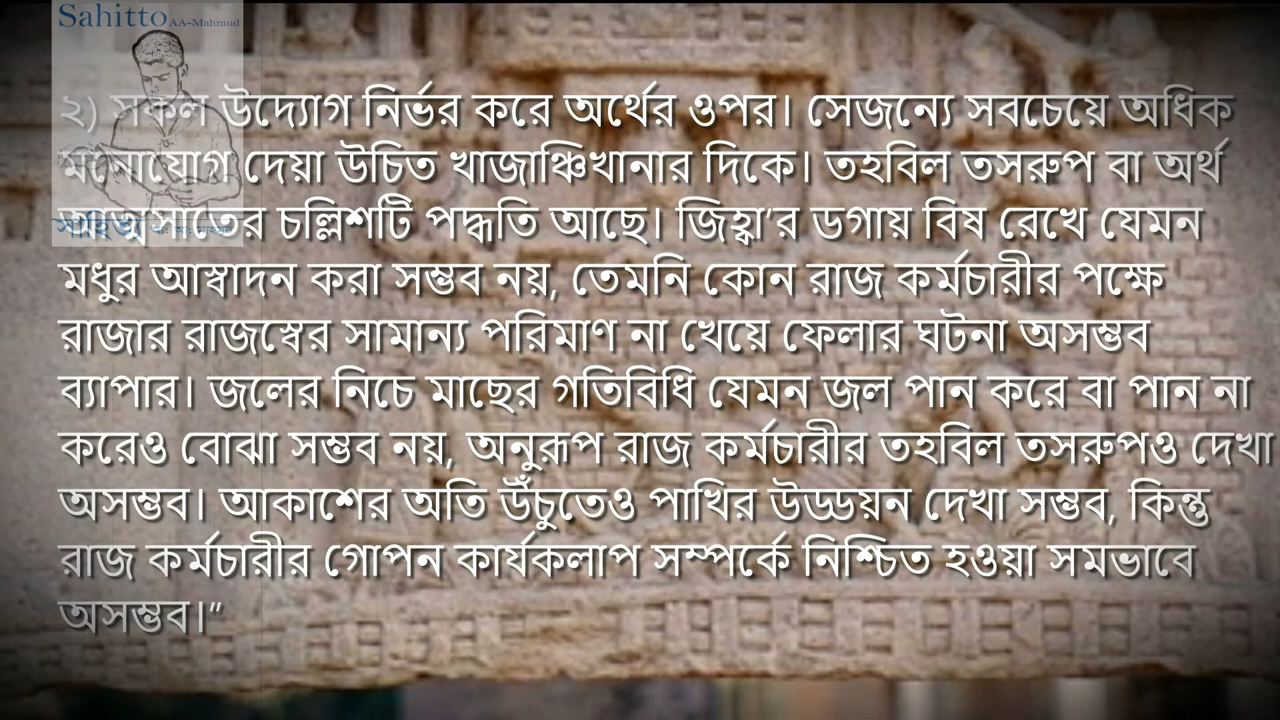 Sahitto AA-Mahmud
২) সকল উদ্যোগ নির্ভর করে অর্থের ওপর। সেজন্যে সবচেয়ে অধিক
মনোযোগ দেয়া উচিত খাজাঞ্চিখানার দিকে। তহবিল তসরুপ বা অর্থ
আত্মসাতের চল্লিশটি পদ্ধতি আছে। জিহ্বা’র ডগায় বিষ রেখে যেমন
মধুর আস্বাদন করা সম্ভব নয়, তেমনি কোন রাজ কর্মচারীর পক্ষে
রাজার রাজস্বের সামান্য পরিমাণ না খেয়ে ফেলার ঘটনা অসম্ভব
ব্যাপার। জলের নিচে মাছের গতিবিধি যেমন জল পান করে বা পান না
করেও বোঝা সম্ভব নয়, অনুরূপ রাজ কর্মচারীর তহবিল তসরুপও দেখা
অসম্ভব। আকাশের অতি উঁচুতেও পাখির উড্ডয়ন দেখা সম্ভব, কিন্তু
রাজ কর্মচারীর গোপন কার্যকলাপ সম্পর্কে নিশ্চিত হওয়া সমভাবে
অসম্ভব।”
সাহিত্য